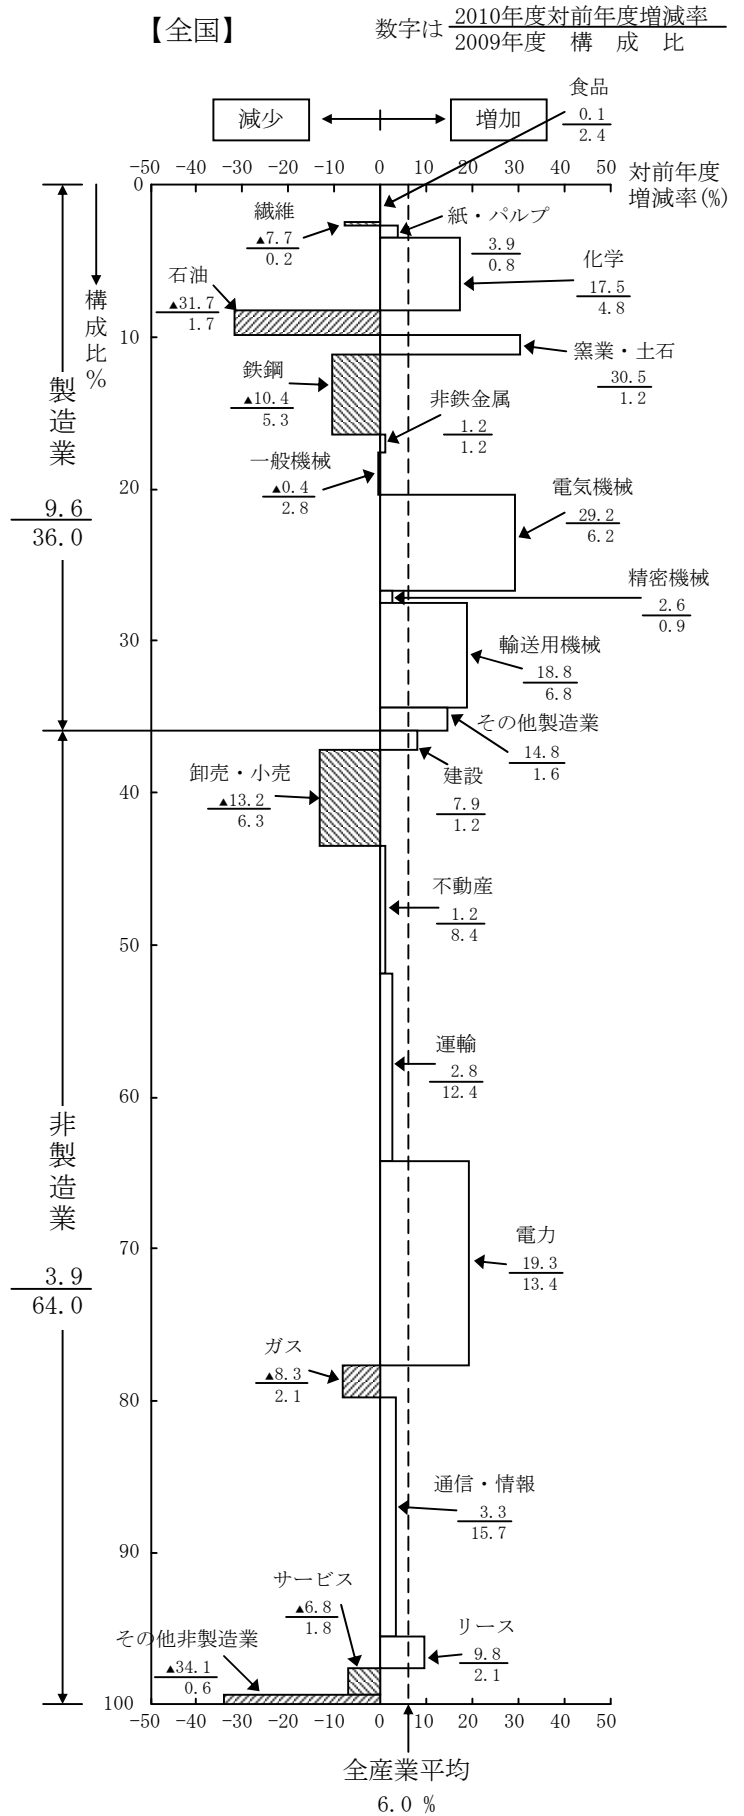 【全国】
数字は 2010年度対前年度増減率
2009年度 構 成 比
食品
0.1
2.4
減少
増加
-50 -40 -30 -20 -10 0 10 20 30 40 50
対前年度
増減率(%)
0
10
20
30
40
50
60
70
80
90
100
構成比%
製造業
9.6
36.0
非製造業
3.9
64.0
繊維
▲7.7
0.2
紙・パルプ
3.9
0.8
化学
17.5
4.8
石油
▲31.7
1.7
窯業・土石
30.5
1.2
鉄鋼
▲10.4
5.3
非鉄金属
1.2
1.2
一般機械
▲0.4
2.8
電気機械
29.2
6.2
精密機械
2.6
0.9
輸送用機械
18.8
6.8
その他製造業
14.8
1.6
建設
7.9
1.2
卸売・小売
▲13.2
6.3
不動産
1.2
8.4
運輸
2.8
12.4
電力
19.3
13.4
ガス
▲8.3
2.1
通信・情報
3.3
15.7
サービス
▲6.8
1.8
リース
9.8
2.1
その他非製造業
▲34.1
0.6
-50 -40 -30 -20 -10 0 10 20 30 40 50
全産業平均
6.0 %